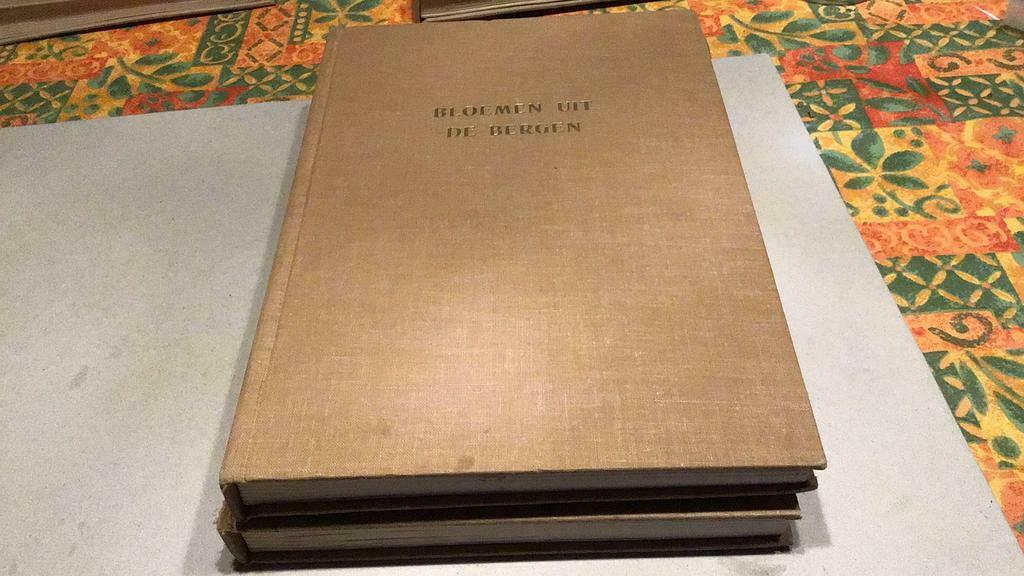 BLOEMEN UIT
DE BERGEN